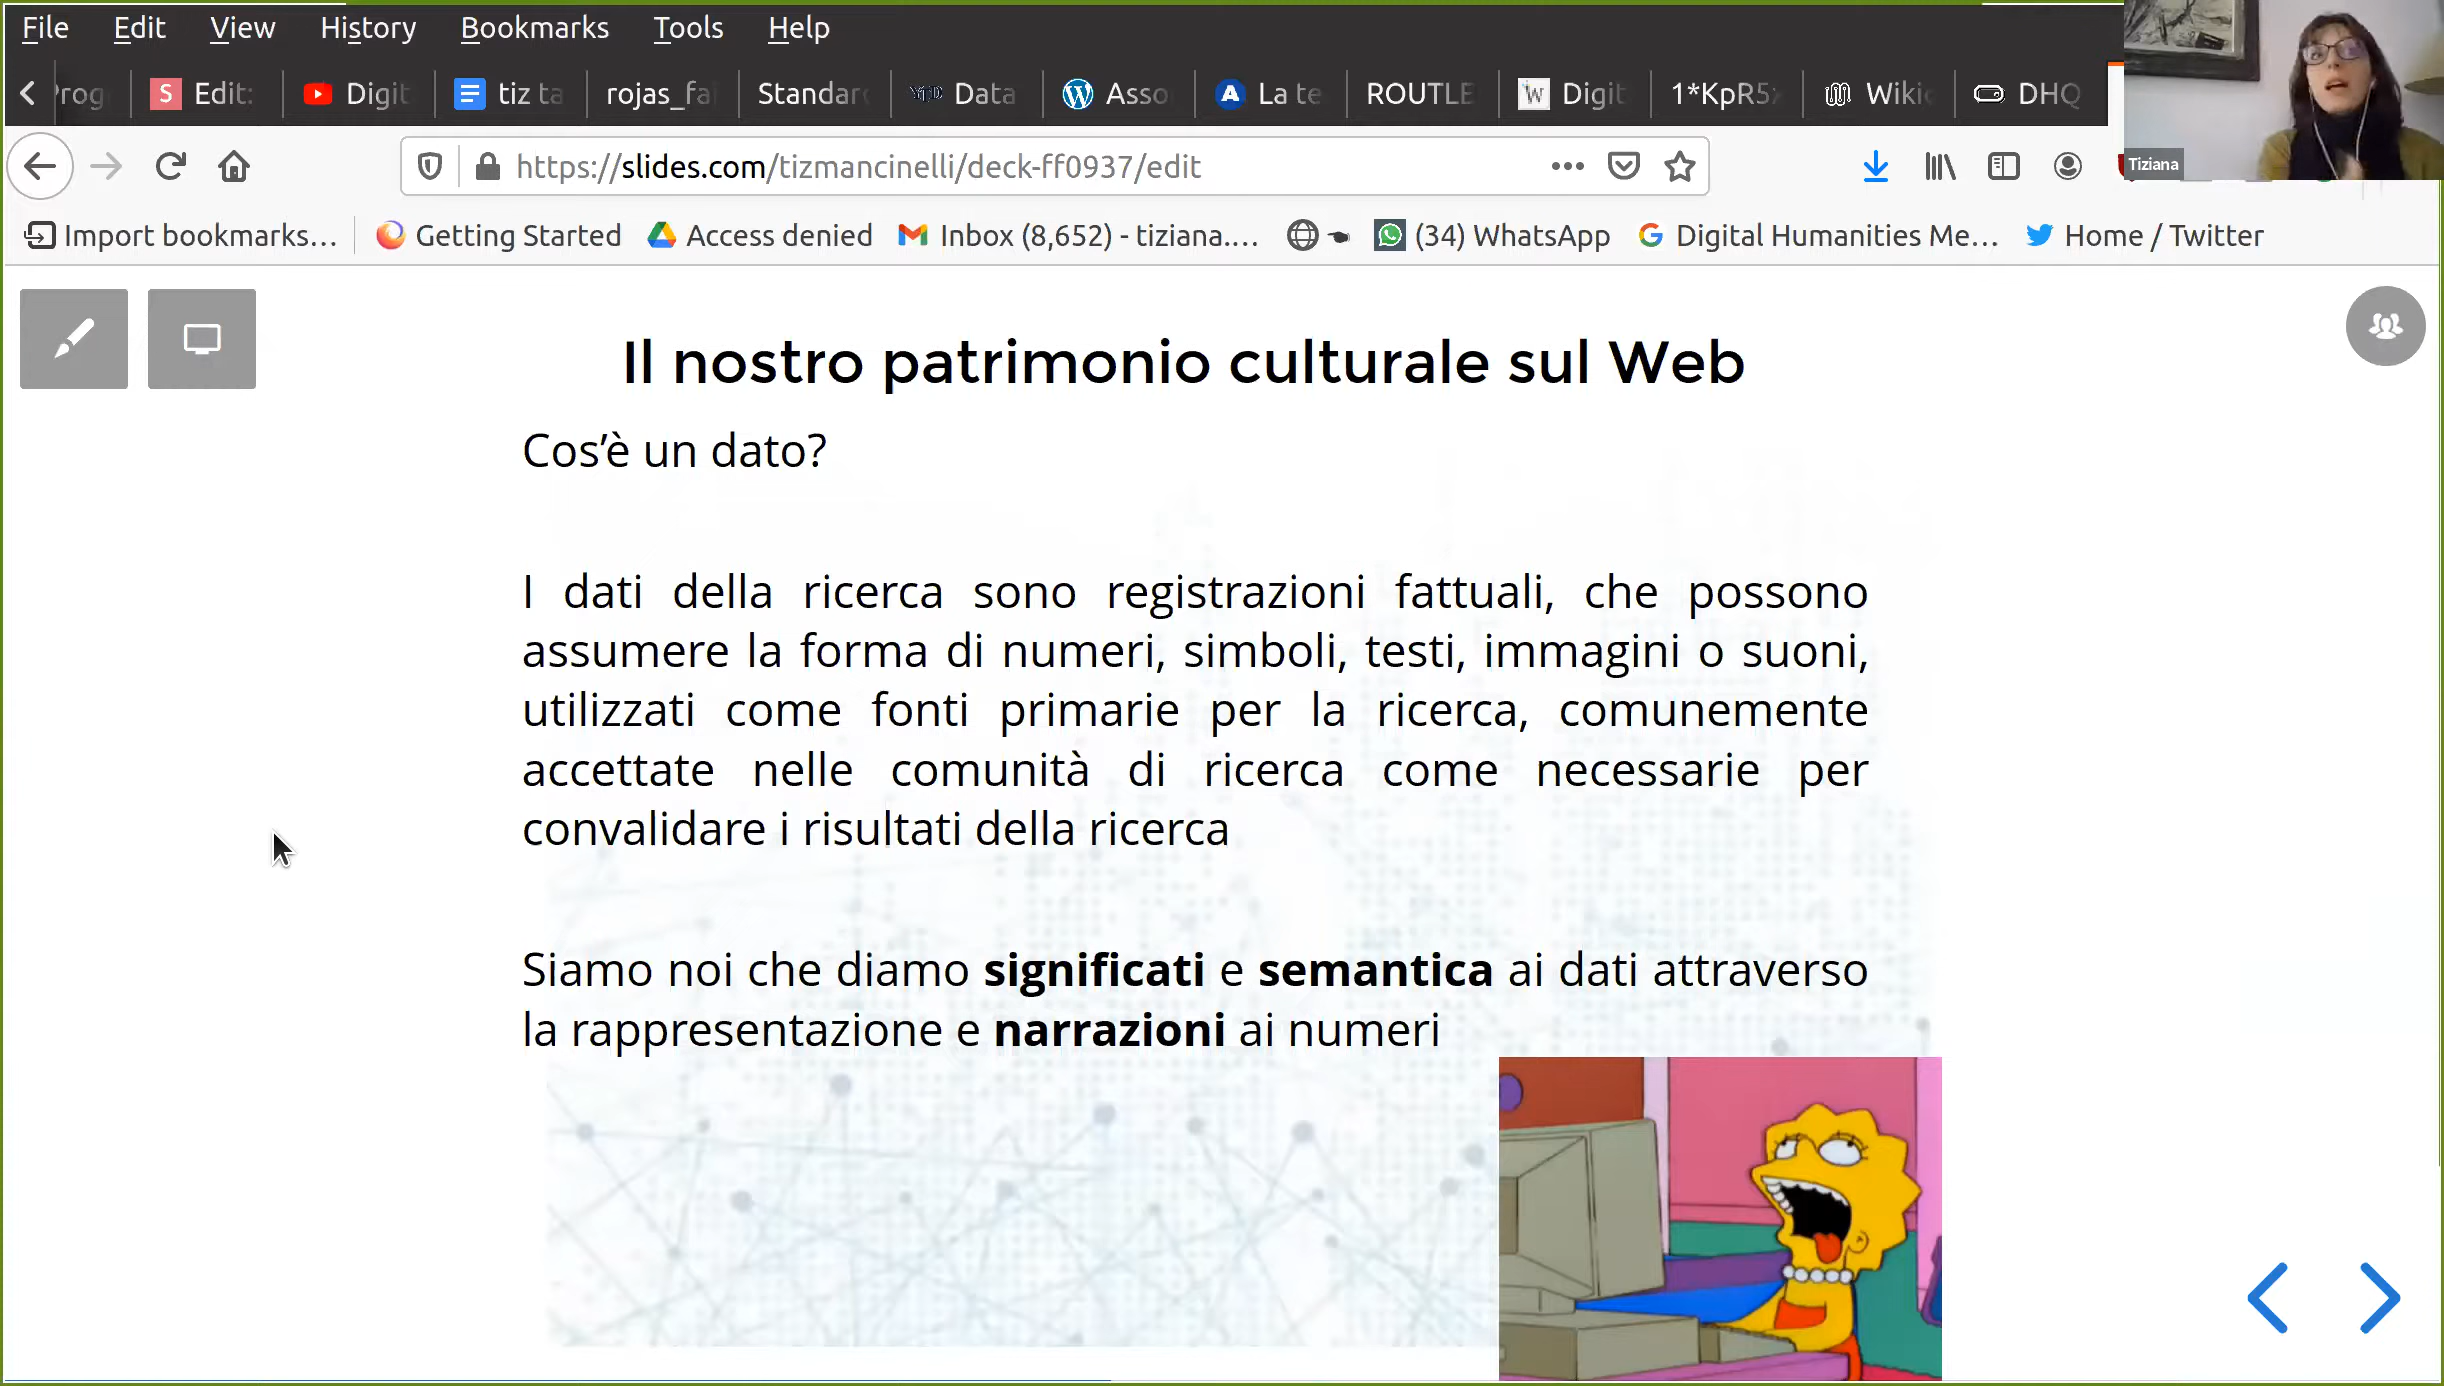 File Edit View History Bookmarks Tools Help
Prog Edit: Digit tiz ta rojas_fai Standard Data Asso La te ROUTLE Digit 1*KpR5x Wikid DHQ
https://slides.com/tizmancinelli/deck-ff0937/edit
Tiziana
Import bookmarks... Getting Started Access denied Inbox (8,652) - tiziana.... (34) WhatsApp Digital Humanities Me... Home / Twitter
Il nostro patrimonio culturale sul Web
Cos’è un dato?
I dati della ricerca sono registrazioni fattuali, che possono
assumere la forma di numeri, simboli, testi, immagini o suoni,
utilizzati come fonti primarie per la ricerca, comunemente
accettate nelle comunità di ricerca come necessarie per
convalidare i risultati della ricerca
Siamo noi che diamo significati e semantica ai dati attraverso
la rappresentazione e narrazioni ai numeri